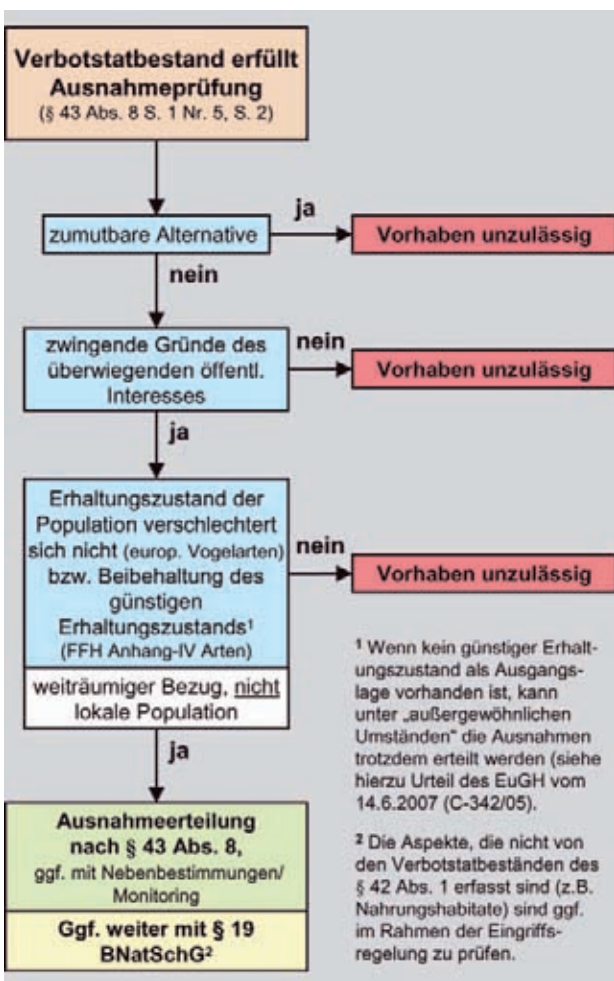 Verbotstatbestand erfüllt
Ausnahmeprüfung
(§ 43 Abs. 8 S. 1 Nr. 5, S. 2)
zumutbare Alternative
ja
Vorhaben unzulässig
nein
zwingende Gründe des
überwiegenden öffentl.
Interesses
nein
Vorhaben unzulässig
ja
Erhaltungszustand der
Population verschlechtert
sich nicht (europ. Vogelarten)
bzw. Beibehaltung des
günstigen
Erhaltungszustands¹
(FFH Anhang-IV Arten)
nein
Vorhaben unzulässig
weiträumiger Bezug, nicht
lokale Population
ja
Ausnahmeerteilung
nach § 43 Abs. 8,
ggf. mit Nebenbestimmungen/
Monitoring
Ggf. weiter mit § 19
BNatSchG²
¹ Wenn kein günstiger Erhalt-
ungszustand als Ausgangs-
lage vorhanden ist, kann
unter „außergewöhnlichen
Umständen“ die Ausnahmen
trotzdem erteilt werden (siehe
hierzu Urteil des EuGH vom
14.6.2007 (C-342/05).
² Die Aspekte, die nicht von
den Verbotstatbeständen des
§ 42 Abs. 1 erfasst sind (z.B.
Nahrungshabitate) sind ggf.
im Rahmen der Eingriffs-
regelung zu prüfen.